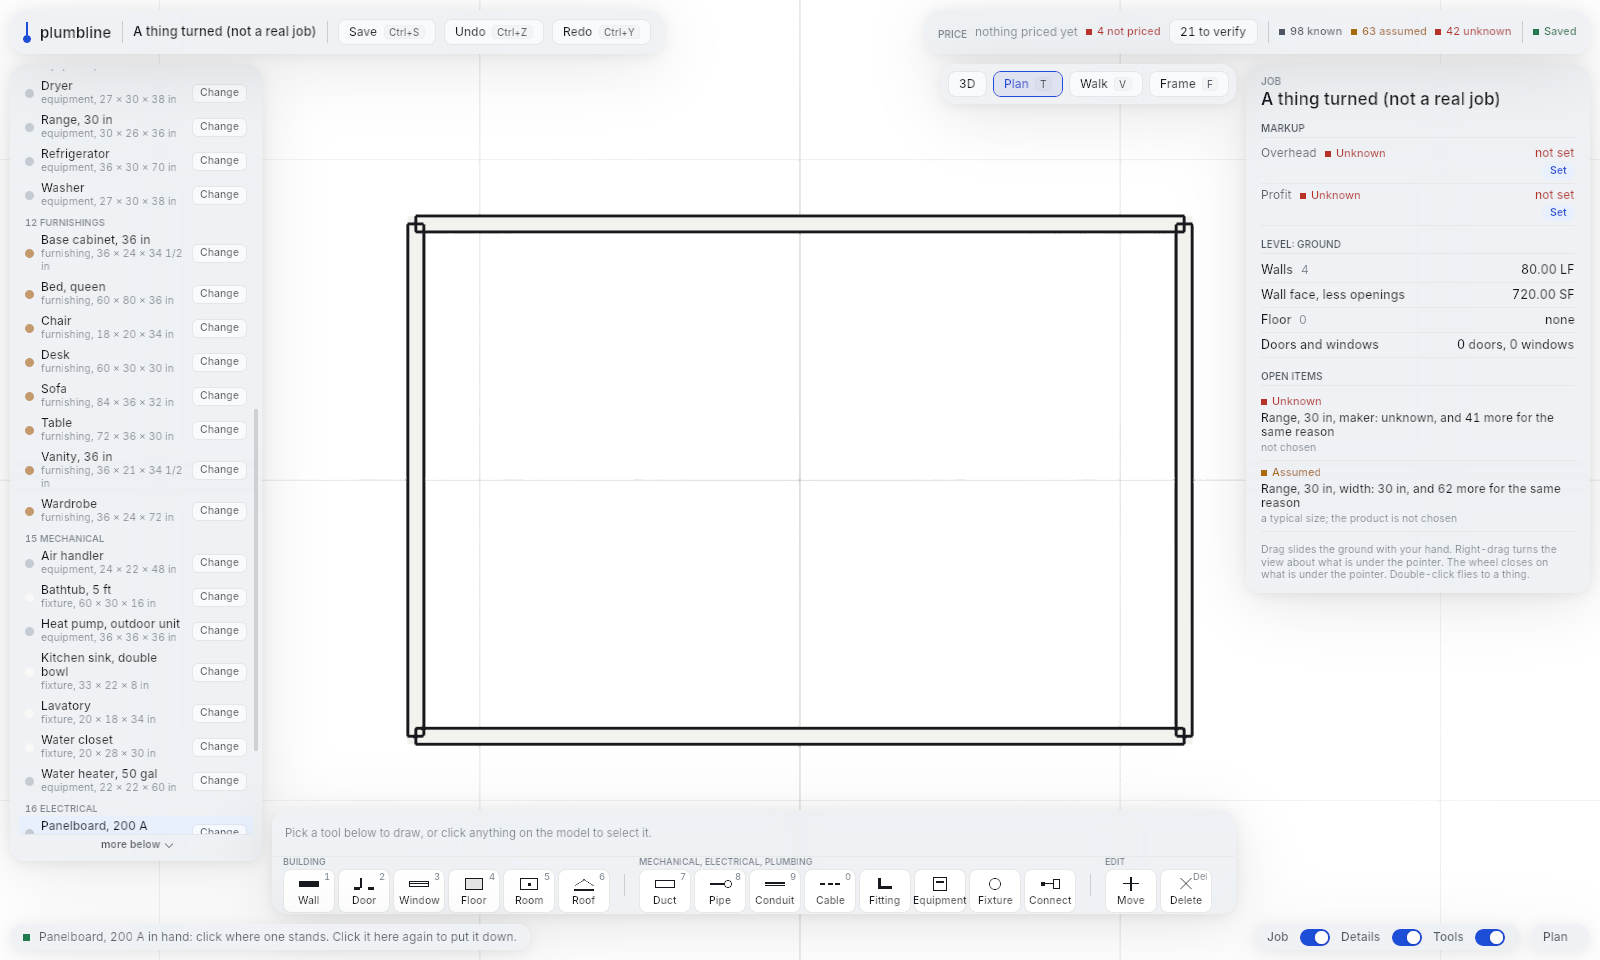 plumbline
A thing turned (not a real job)
Save Ctrl+S
Undo Ctrl+Z
Redo Ctrl+Y
PRICE nothing priced yet 4 not priced
21 to verify
98 known 63 assumed 42 unknown
Saved
3D
Plan T
Walk V
Frame F
Dryer
equipment, 27 × 30 × 38 in
Change
Range, 30 in
equipment, 30 × 26 × 36 in
Change
Refrigerator
equipment, 36 × 30 × 70 in
Change
Washer
equipment, 27 × 30 × 38 in
Change
12 FURNISHINGS
Base cabinet, 36 in
furnishing, 36 × 24 × 34 1/2
in
Change
Bed, queen
furnishing, 60 × 80 × 36 in
Change
Chair
furnishing, 18 × 20 × 34 in
Change
Desk
furnishing, 60 × 30 × 30 in
Change
Sofa
furnishing, 84 × 36 × 32 in
Change
Table
furnishing, 72 × 36 × 30 in
Change
Vanity, 36 in
furnishing, 36 × 21 × 34 1/2
in
Change
Wardrobe
furnishing, 36 × 24 × 72 in
Change
15 MECHANICAL
Air handler
equipment, 24 × 22 × 48 in
Change
Bathtub, 5 ft
fixture, 60 × 30 × 16 in
Change
Heat pump, outdoor unit
equipment, 36 × 36 × 36 in
Change
Kitchen sink, double
bowl
fixture, 33 × 22 × 8 in
Change
Lavatory
fixture, 20 × 18 × 34 in
Change
Water closet
fixture, 20 × 28 × 30 in
Change
Water heater, 50 gal
equipment, 22 × 22 × 60 in
Change
16 ELECTRICAL
Panelboard, 200 A
Change
more below
JOB
A thing turned (not a real job)
MARKUP
Overhead Unknown not set
Set
Profit Unknown not set
Set
LEVEL: GROUND
Walls 4 80.00 LF
Wall face, less openings 720.00 SF
Floor 0 none
Doors and windows 0 doors, 0 windows
OPEN ITEMS
Unknown
Range, 30 in, maker: unknown, and 41 more for the
same reason
not chosen
Assumed
Range, 30 in, width: 30 in, and 62 more for the same
reason
a typical size; the product is not chosen
Drag slides the ground with your hand. Right-drag turns the
view about what is under the pointer. The wheel closes on
what is under the pointer. Double-click flies to a thing.
Pick a tool below to draw, or click anything on the model to select it.
BUILDING
Wall 1
Door 2
Window 3
Floor 4
Room 5
Roof 6
MECHANICAL, ELECTRICAL, PLUMBING
Duct 7
Pipe 8
Conduit 9
Cable 0
Fitting
Equipment
Fixture
Connect
EDIT
Move
Delete Del
Panelboard, 200 A in hand: click where one stands. Click it here again to put it down.
Job
Details
Tools
Plan